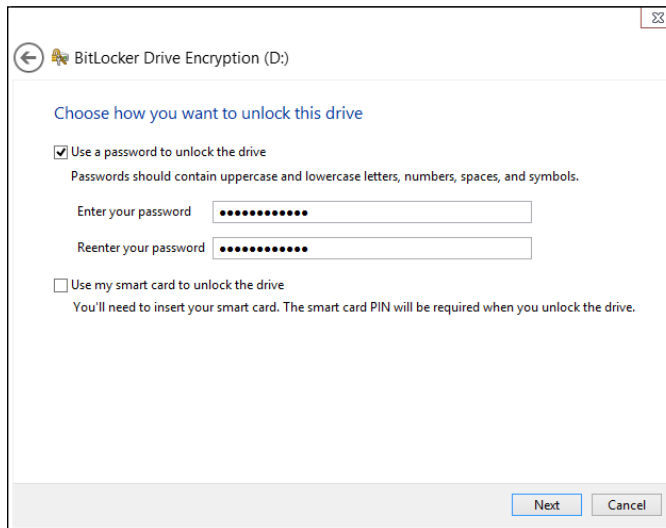 BitLocker Drive Encryption (D:)
Choose how you want to unlock this drive
Use a password to unlock the drive
Passwords should contain uppercase and lowercase letters, numbers, spaces, and symbols.
Enter your password ●●●●●●●●●●●●
Reenter your password ●●●●●●●●●●●●
Use my smart card to unlock the drive
You'll need to insert your smart card. The smart card PIN will be required when you unlock the drive.
Next Cancel